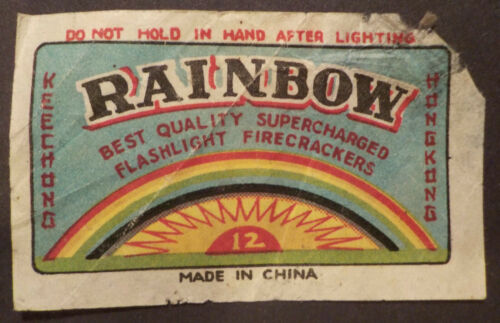 DO NOT HOLD IN HAND AFTER LIGHTING
RAINBOW
BEST QUALITY SUPERCHARGED
FLASHLIGHT FIRECRACKERS
KEECHONG
HONGKONG
12
MADE IN CHINA